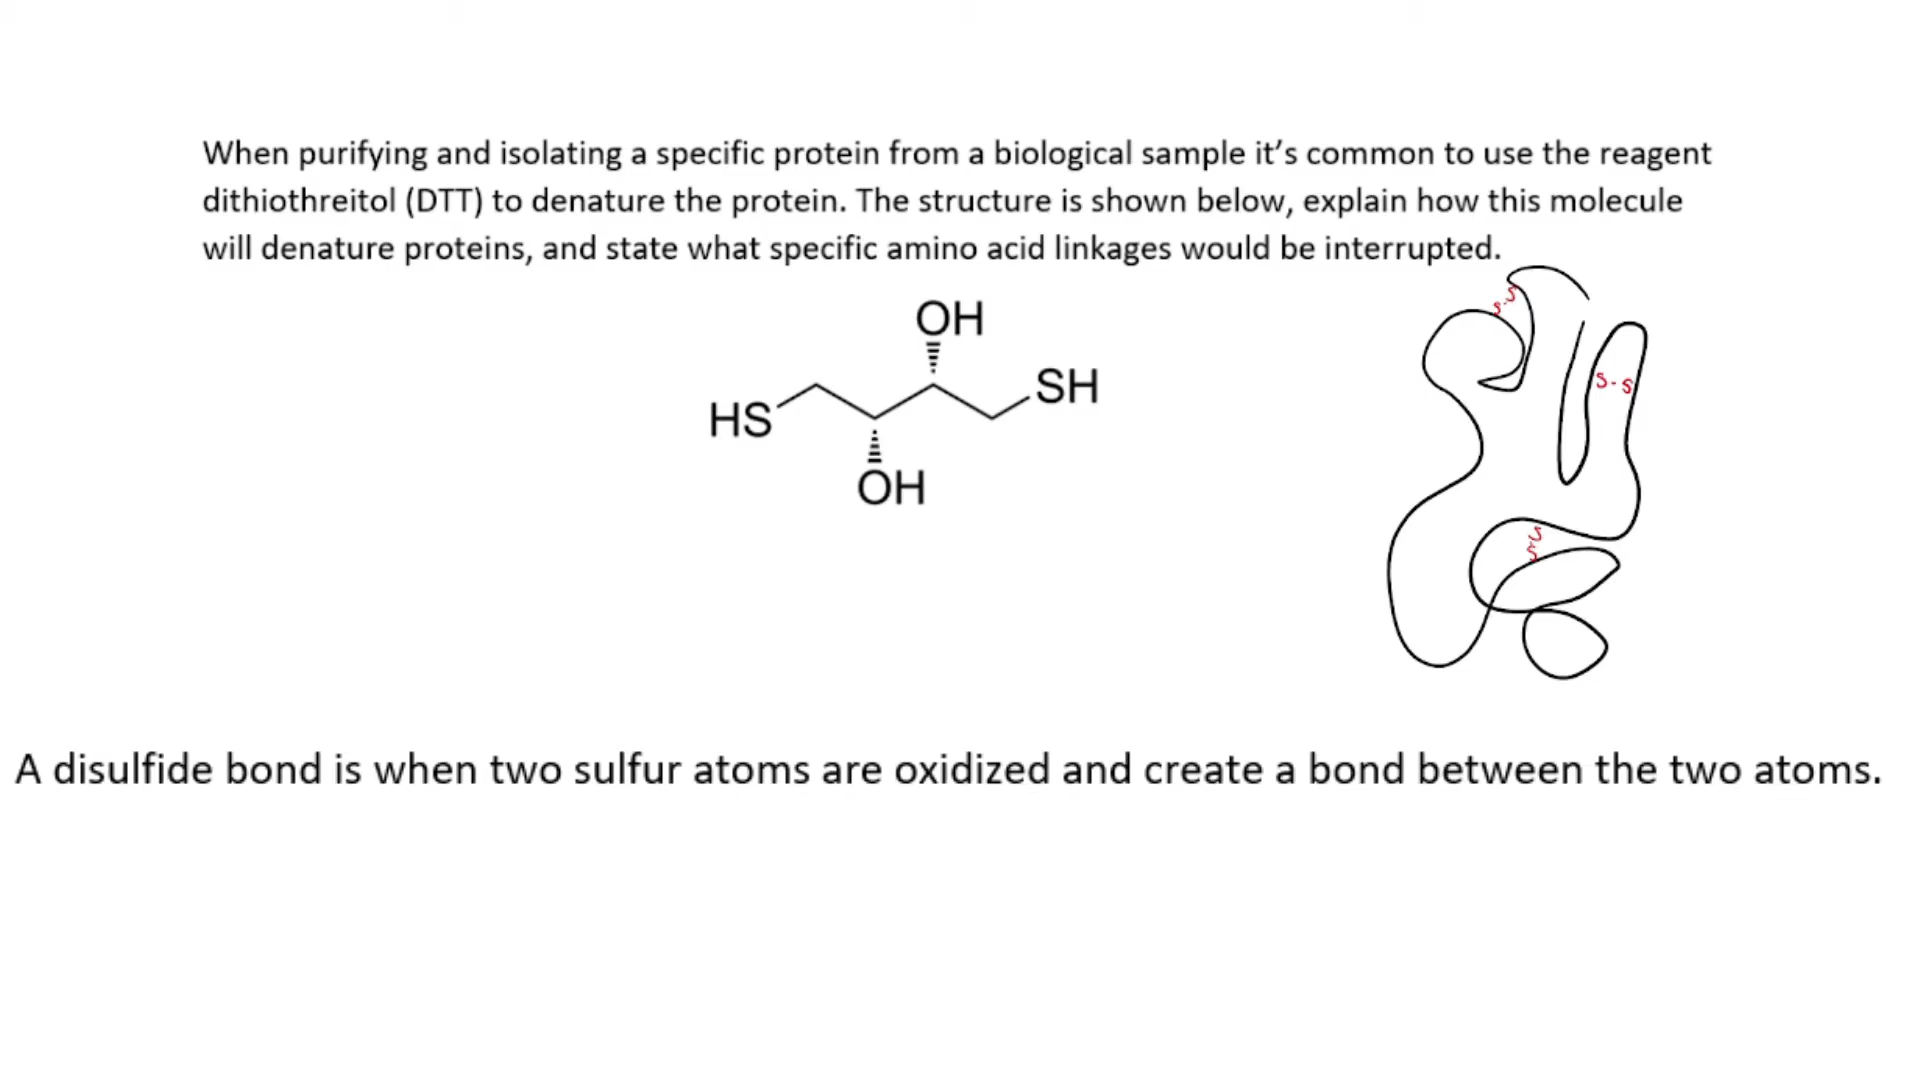 When purifying and isolating a specific protein from a biological sample it’s common to use the reagent
dithiothreitol (DTT) to denature the protein. The structure is shown below, explain how this molecule
will denature proteins, and state what specific amino acid linkages would be interrupted.
S-S
OH
SH
S-S
HS
OH
S
S
A disulfide bond is when two sulfur atoms are oxidized and create a bond between the two atoms.